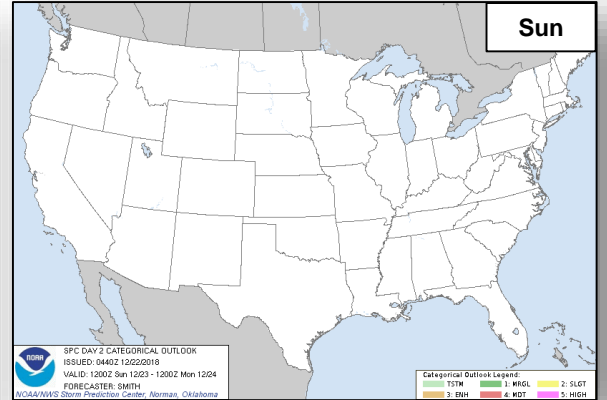 Sun
SPC DAY 2 CATEGORICAL OUTLOOK
ISSUED: 0440Z 12/22/2018
VALID: 1200Z Sun 12/23 - 1200Z Mon 12/24
FORECASTER: SMITH
NOAA/NWS Storm Prediction Center, Norman, Oklahoma
NOAA
Categorical Outlook Legend:
TSTM 1: MRGL 2: SLGT
3: ENH 4: MDT 5: HIGH